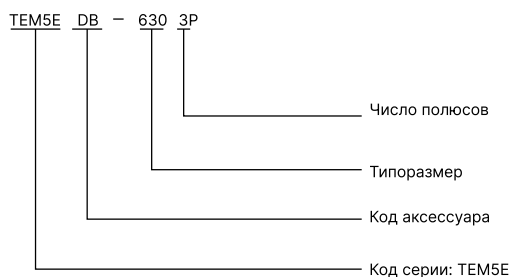 TEM5E DB – 630 3P
Число полюсов
Типоразмер
Код аксессуара
Код серии: TEM5E